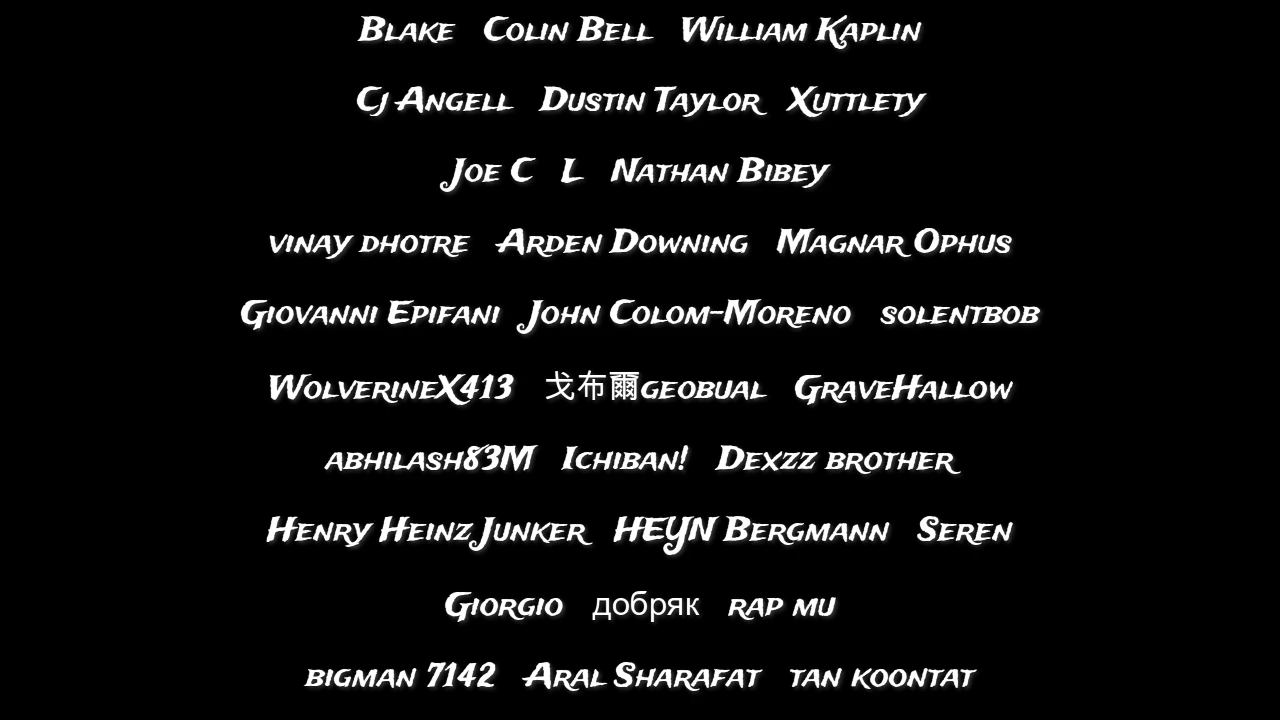 Blake Colin Bell William Kaplin
Cj Angell Dustin Taylor Xuttlety
Joe C L Nathan Bibey
vinay dhotre Arden Downing Magnar Ophus
Giovanni Epifani John Colom-Moreno solentbob
WolverineX413 戈布爾geobual GraveHallow
abhilash83M Ichiban! Dexzz brother
Henry Heinz Junker HEYN Bergmann Seren
Giorgio добряк rap mu
bigman 7142 Aral Sharafat tan koontat